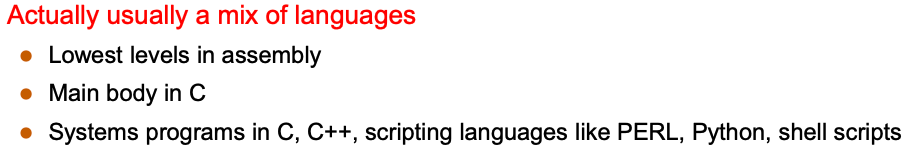 Actually usually a mix of languages
● Lowest levels in assembly
● Main body in C
● Systems programs in C, C++, scripting languages like PERL, Python, shell scripts